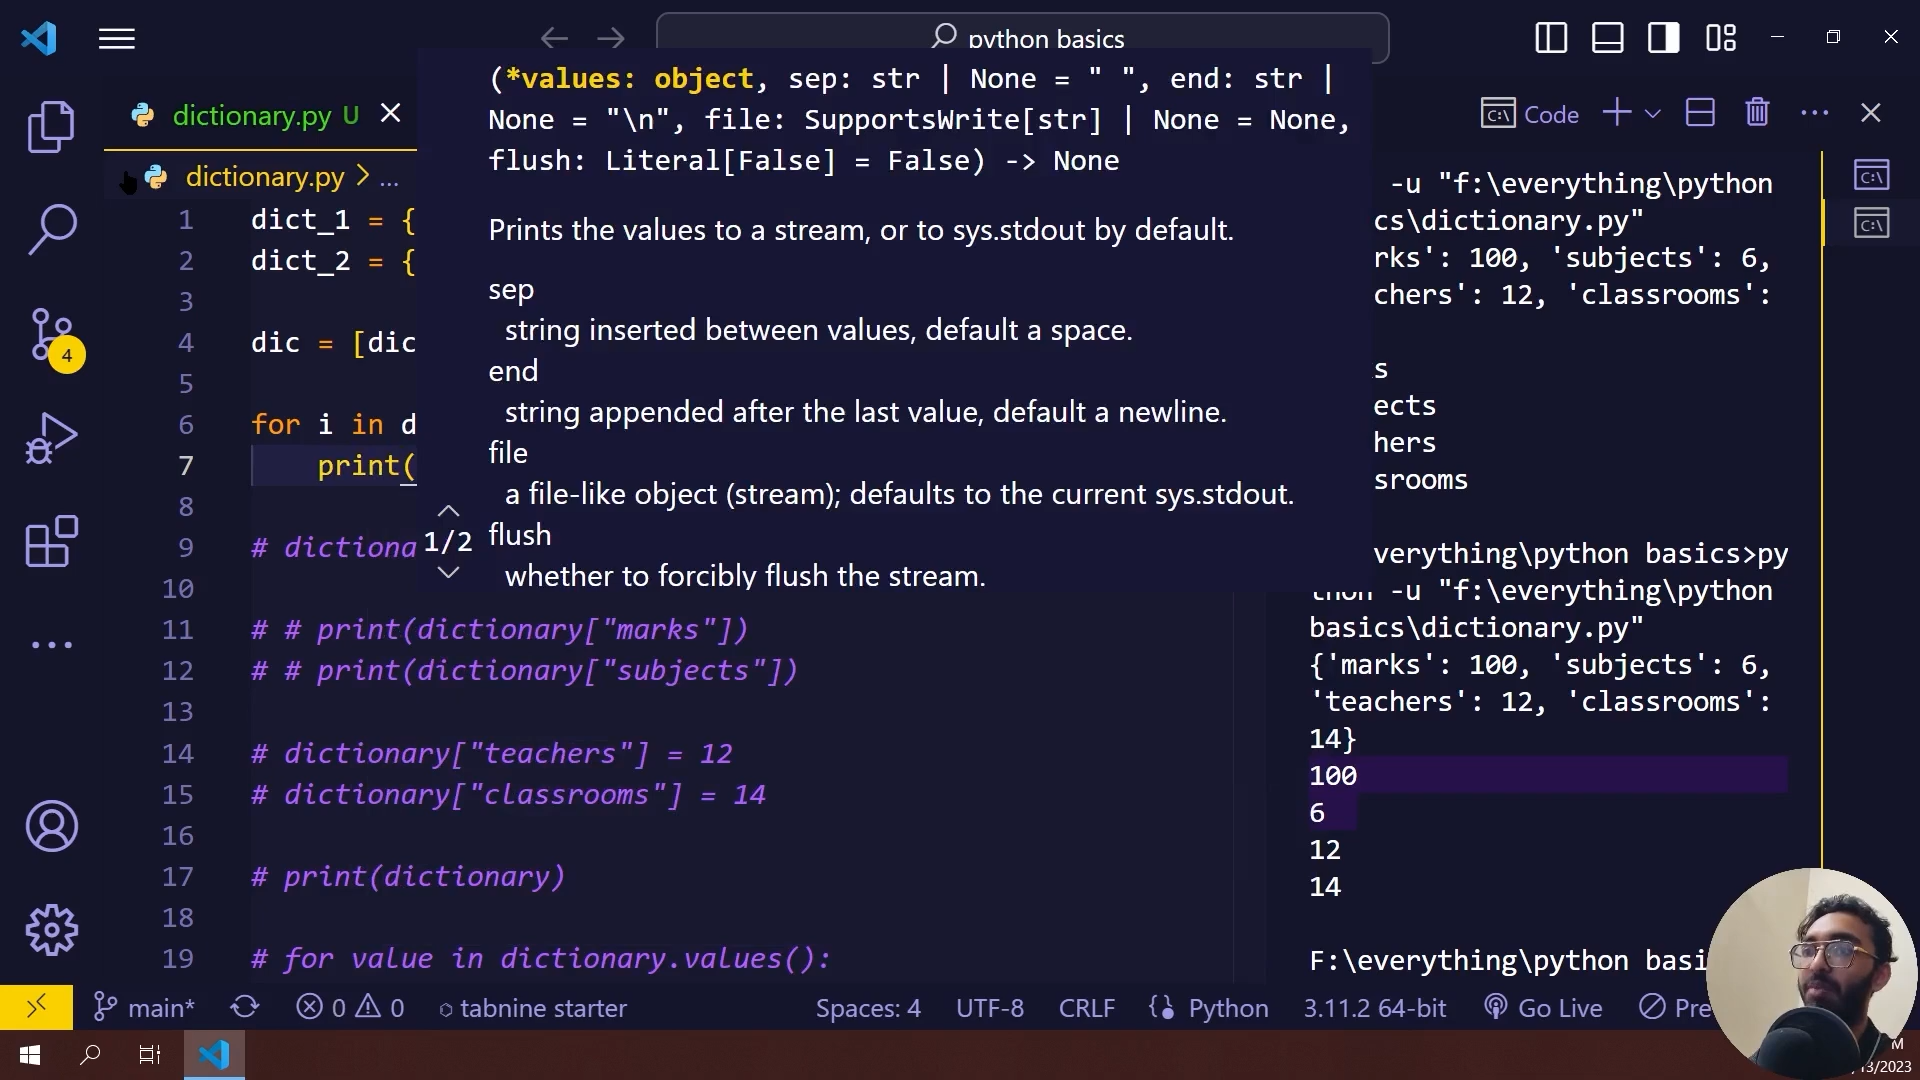 python basics
dictionary.py U
dictionary.py > ...
1 dict_1 = {
2 dict_2 = {
3
4 dic = [dic
5
6 for i in d
7 print(
8
9 # dictiona
10
11 # # print(dictionary["marks"])
12 # # print(dictionary["subjects"])
13
14 # dictionary["teachers"] = 12
15 # dictionary["classrooms"] = 14
16
17 # print(dictionary)
18
19 # for value in dictionary.values():
(*values: object, sep: str | None = " ", end: str |
None = "\n", file: SupportsWrite[str] | None = None,
flush: Literal[False] = False) -> None
Prints the values to a stream, or to sys.stdout by default.
sep
string inserted between values, default a space.
end
string appended after the last value, default a newline.
file
a file-like object (stream); defaults to the current sys.stdout.
1/2
flush
whether to forcibly flush the stream.
C:\ Code
C:\
C:\
-u "f:\everything\python
cs\dictionary.py"
rks': 100, 'subjects': 6,
chers': 12, 'classrooms':
s
ects
hers
srooms
verything\python basics>py
thon -u "f:\everything\python
basics\dictionary.py"
{'marks': 100, 'subjects': 6,
'teachers': 12, 'classrooms':
14}
100
6
12
14
F:\everything\python basi
4
main* 0 0 tabnine starter Spaces: 4 UTF-8 CRLF Python 3.11.2 64-bit Go Live Pre
M
13/2023